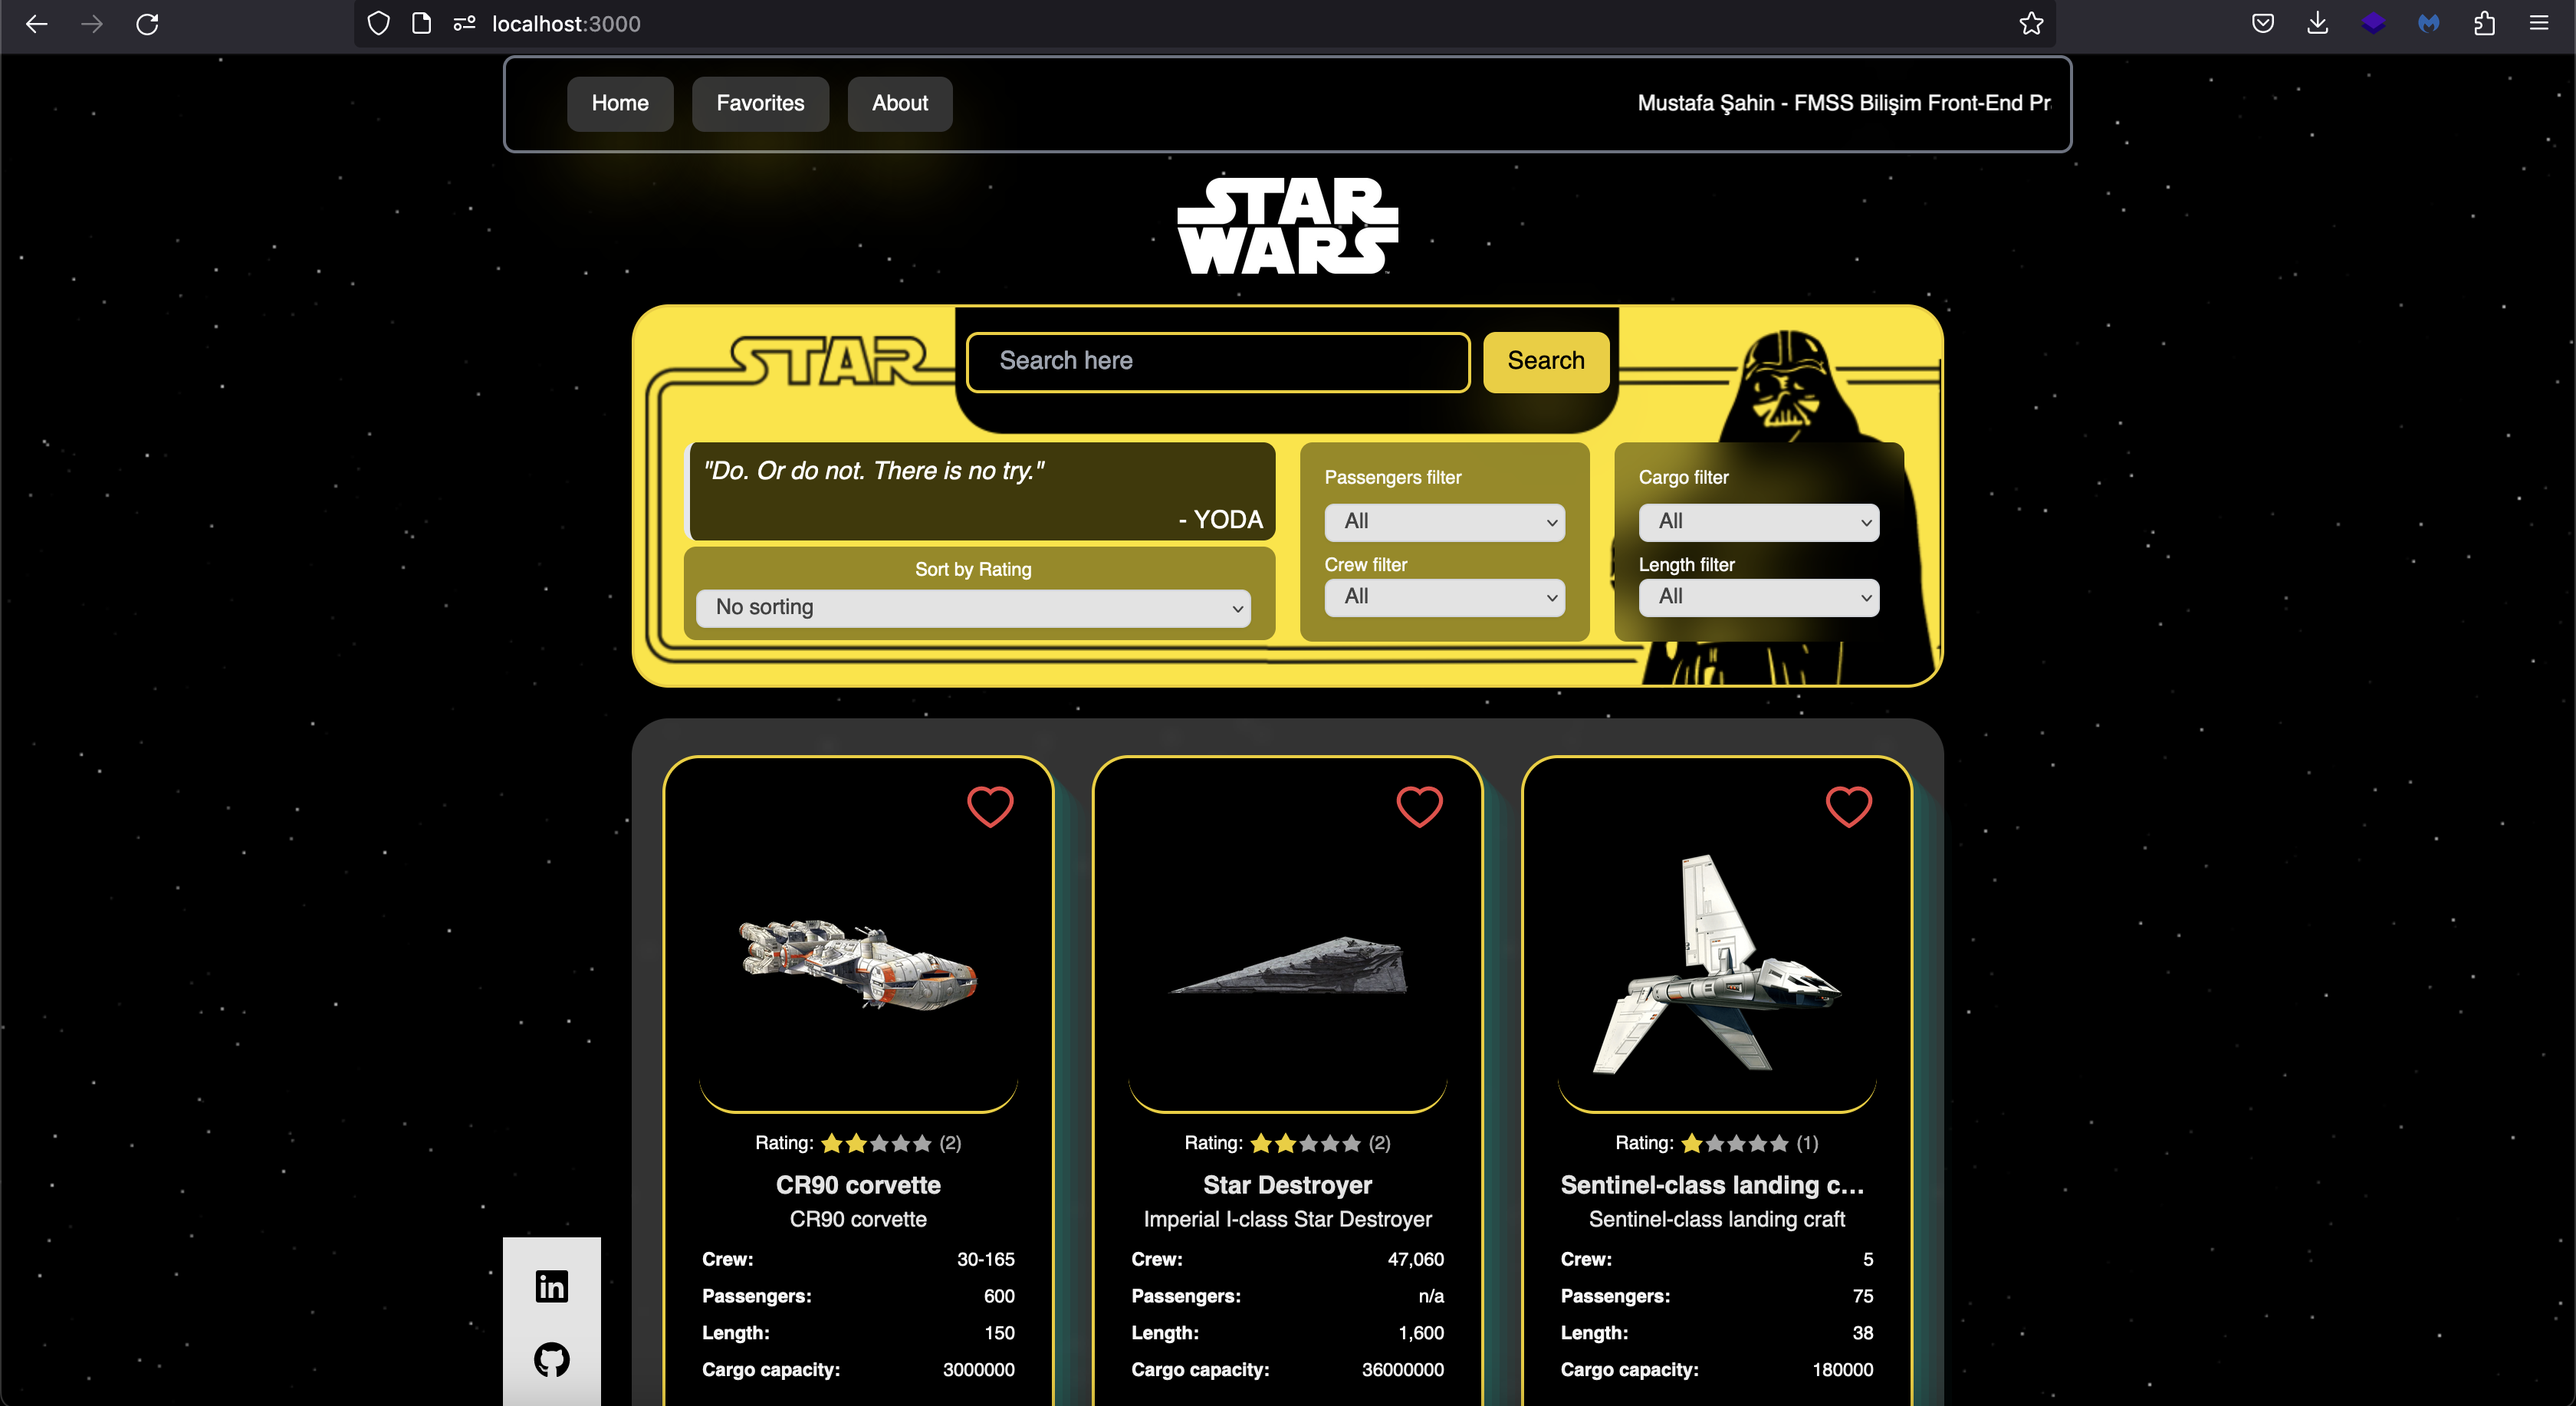 localhost:3000
Home
Favorites
About
Mustafa Şahin - FMSS Bilişim Front-End Pr
STAR
WARS
STAR
Search here
Search
"Do. Or do not. There is no try."
- YODA
Sort by Rating
No sorting
Passengers filter
All
Crew filter
All
Cargo filter
All
Length filter
All
Rating: (2)
CR90 corvette
CR90 corvette
Crew: 30-165
Passengers: 600
Length: 150
Cargo capacity: 3000000
Rating: (2)
Star Destroyer
Imperial I-class Star Destroyer
Crew: 47,060
Passengers: n/a
Length: 1,600
Cargo capacity: 36000000
Rating: (1)
Sentinel-class landing c...
Sentinel-class landing craft
Crew: 5
Passengers: 75
Length: 38
Cargo capacity: 180000
in